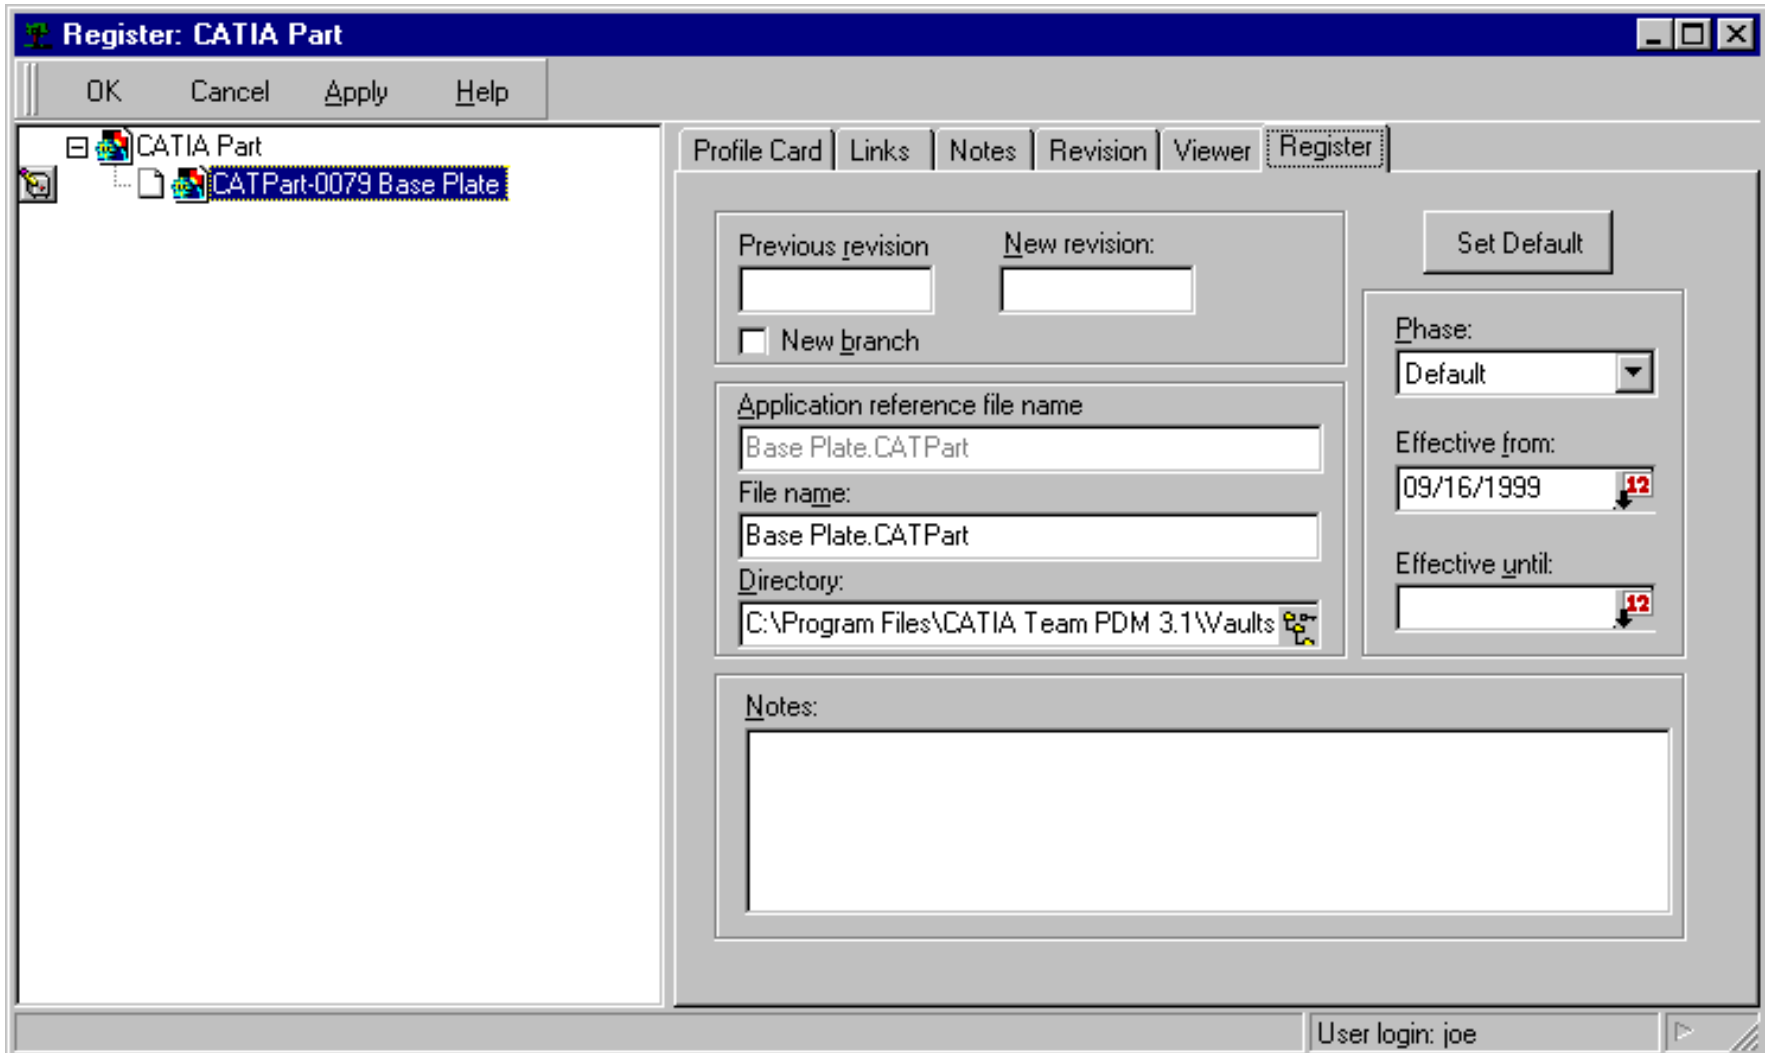 Register: CATIA Part
OK Cancel Apply Help
CATIA Part
CATPart-0079 Base Plate
Profile Card Links Notes Revision Viewer Register
Previous revision New revision:
New branch
Set Default
Application reference file name
Base Plate.CATPart
File name:
Base Plate.CATPart
Directory:
C:\Program Files\CATIA Team PDM 3.1\Vaults
Phase:
Default
Effective from:
09/16/1999
12
Effective until:
12
Notes:
User login: joe